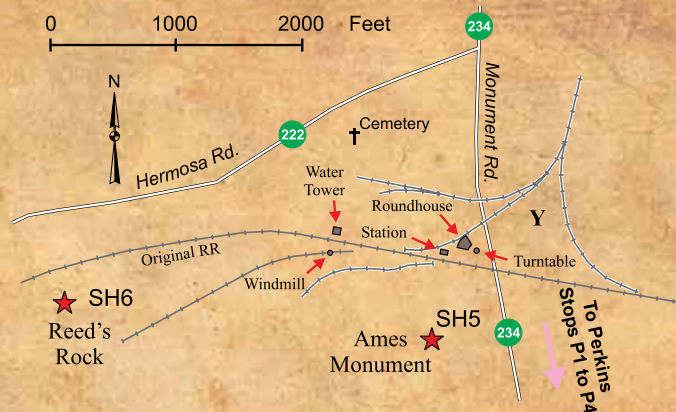 0 1000 2000 Feet
234
N
222
Hermosa Rd.
Cemetery
Monument Rd.
Water
Tower
Roundhouse
Station
Y
Original RR
Windmill
Turntable
SH6
Reed's
Rock
SH5
Ames
Monument
234
To Perkins
Stops P1 to P4